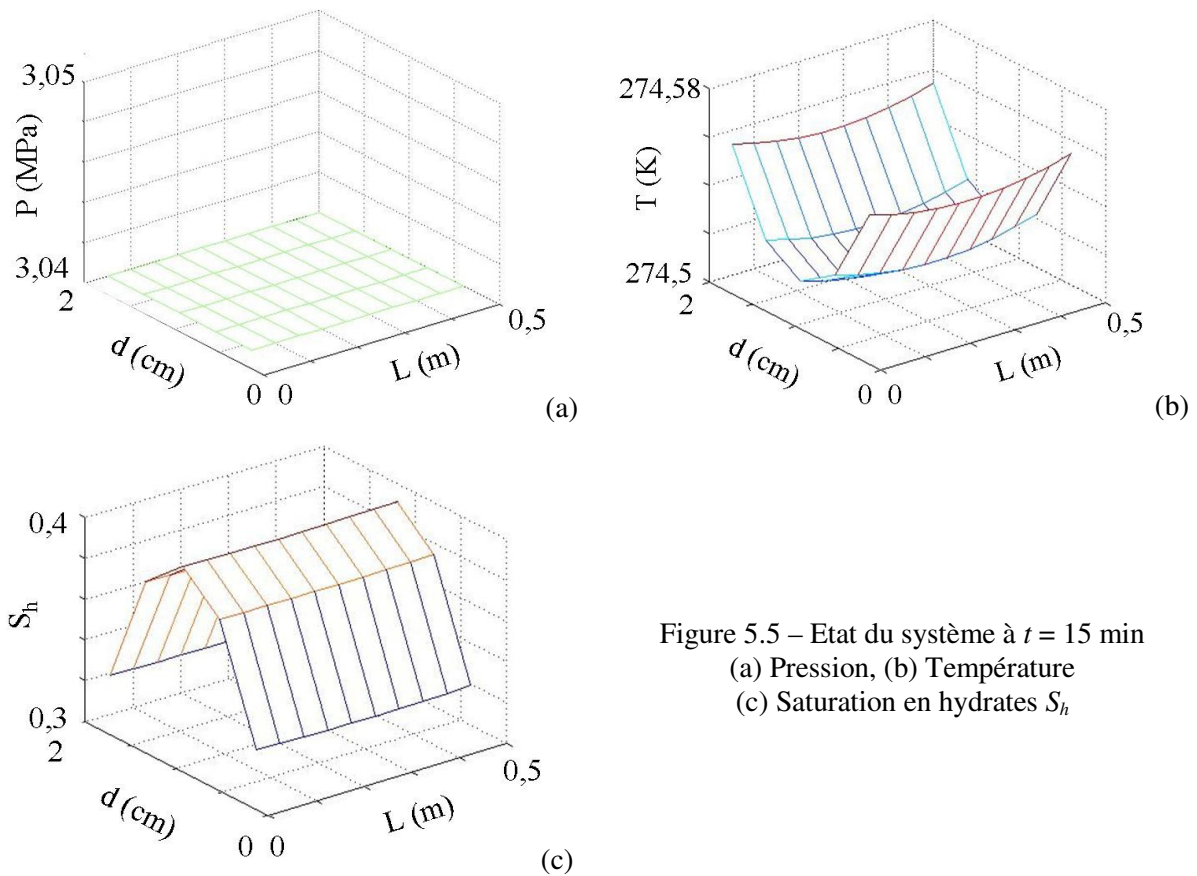 3,05
P (MPa)
3,04
2
d (cm)
0 0
L (m)
0,5
(a)
274,58
T (K)
274,5
2
d (cm)
0 0
L (m)
0,5
(b)
0,4
Sh
0,3
2
d (cm)
0 0
L (m)
0,5
(c)
Figure 5.5 – Etat du système à t = 15 min
(a) Pression, (b) Température
(c) Saturation en hydrates Sh